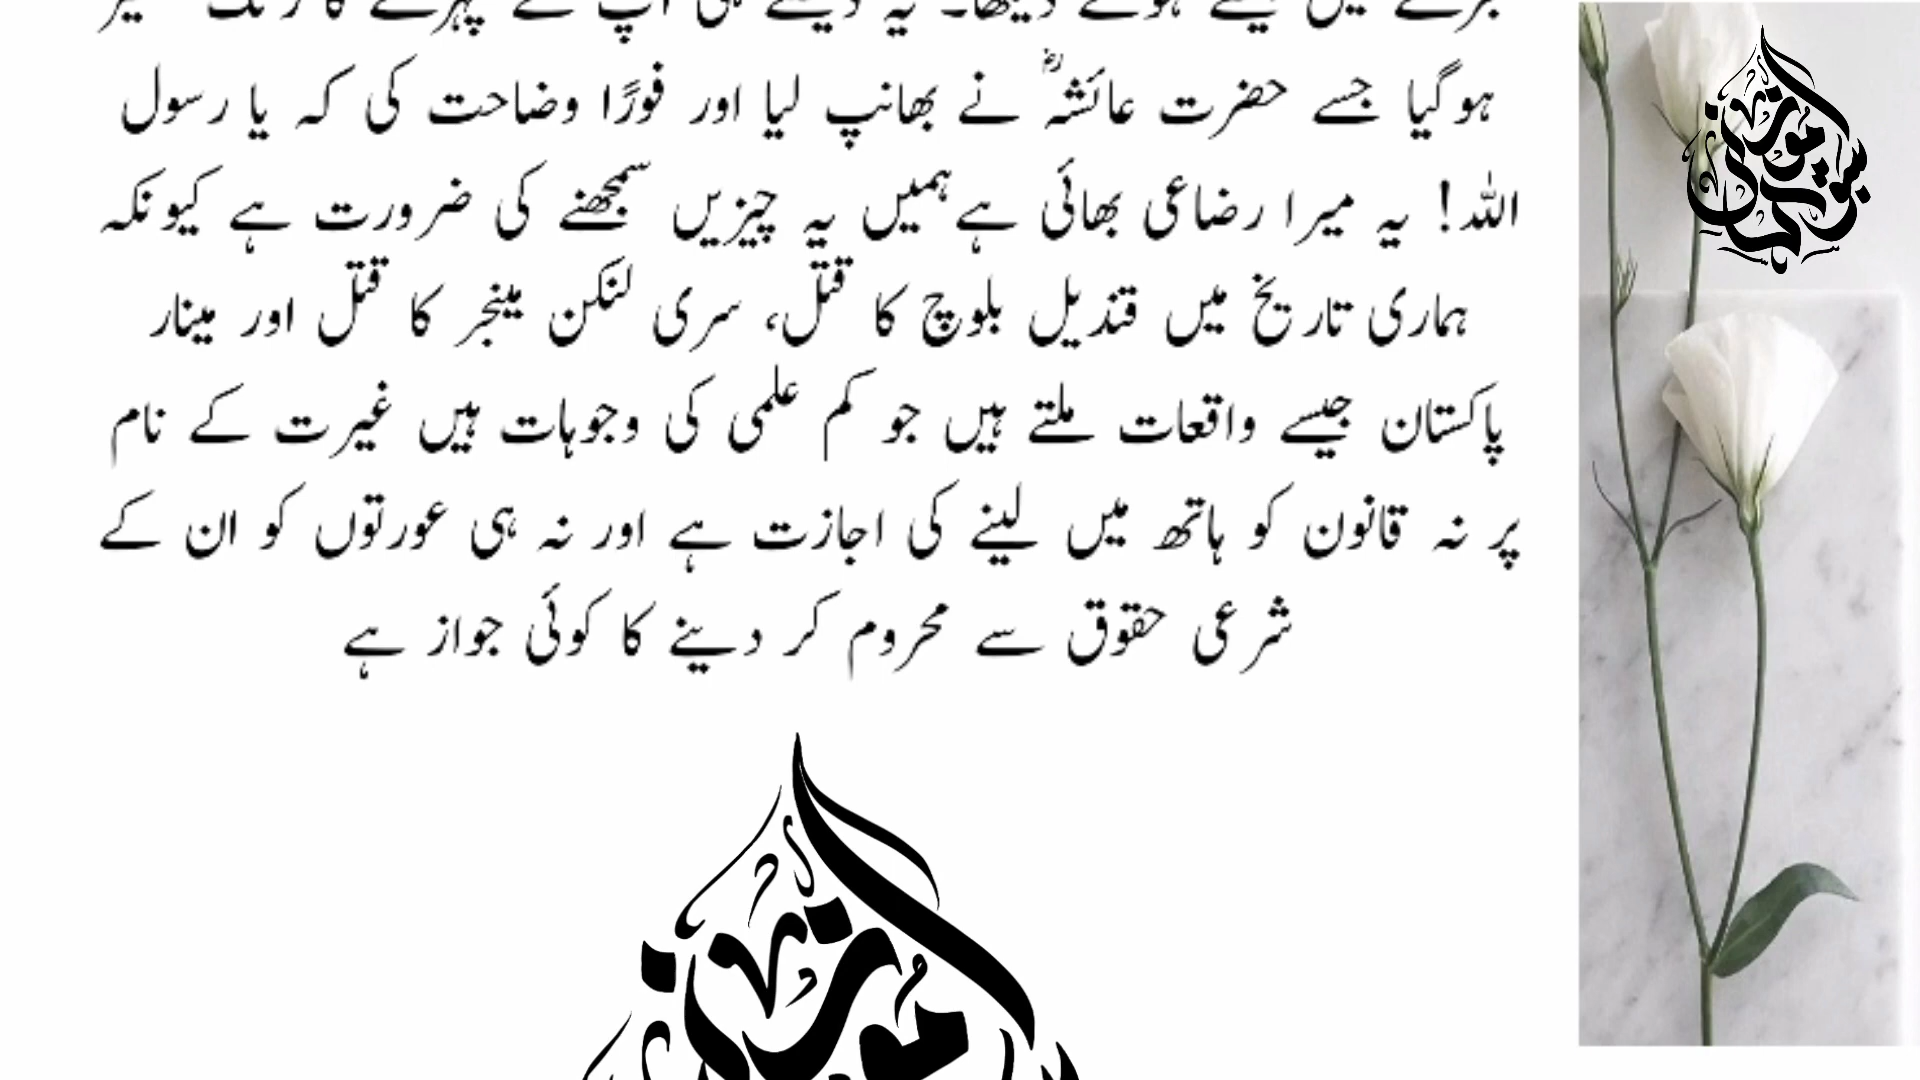 ہوگیا جسے حضرت عائشہؓ نے بھانپ لیا اور فورًا وضاحت کی کہ یا رسول
اللہ! یہ میرا رضاعی بھائی ہے ہمیں یہ چیزیں سمجھنے کی ضرورت ہے کیونکہ
ہماری تاریخ میں قندیل بلوچ کا قتل، سری لنکن مینجر کا قتل اور مینار
پاکستان جیسے واقعات ملتے ہیں جو کم علمی کی وجوہات ہیں غیرت کے نام
پر نہ قانون کو ہاتھ میں لینے کی اجازت ہے اور نہ ہی عورتوں کو ان کے
شرعی حقوق سے محروم کر دینے کا کوئی جواز ہے